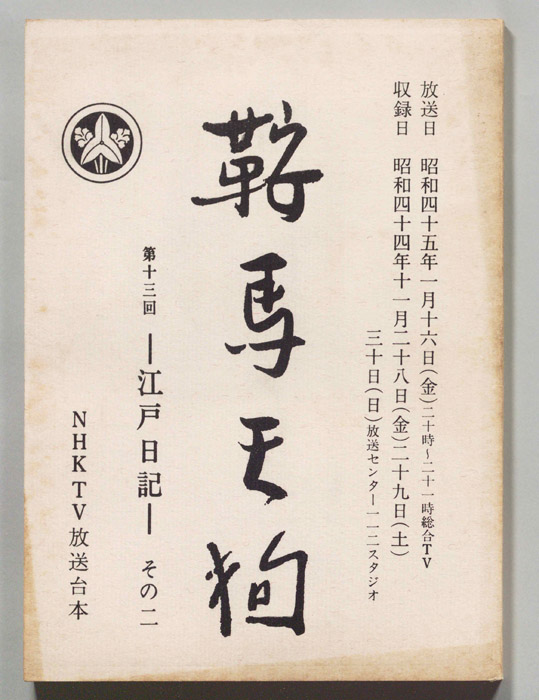 放送日　昭和四十五年一月十六日(金)二十時~二十一時総合TV
収録日　昭和四十四年十一月二十八日(金)二十九日(土)
三十日(日)放送センター一一二スタジオ
鞍馬天狗
第十三回　―江戸日記―　その二
NHKTV放送台本